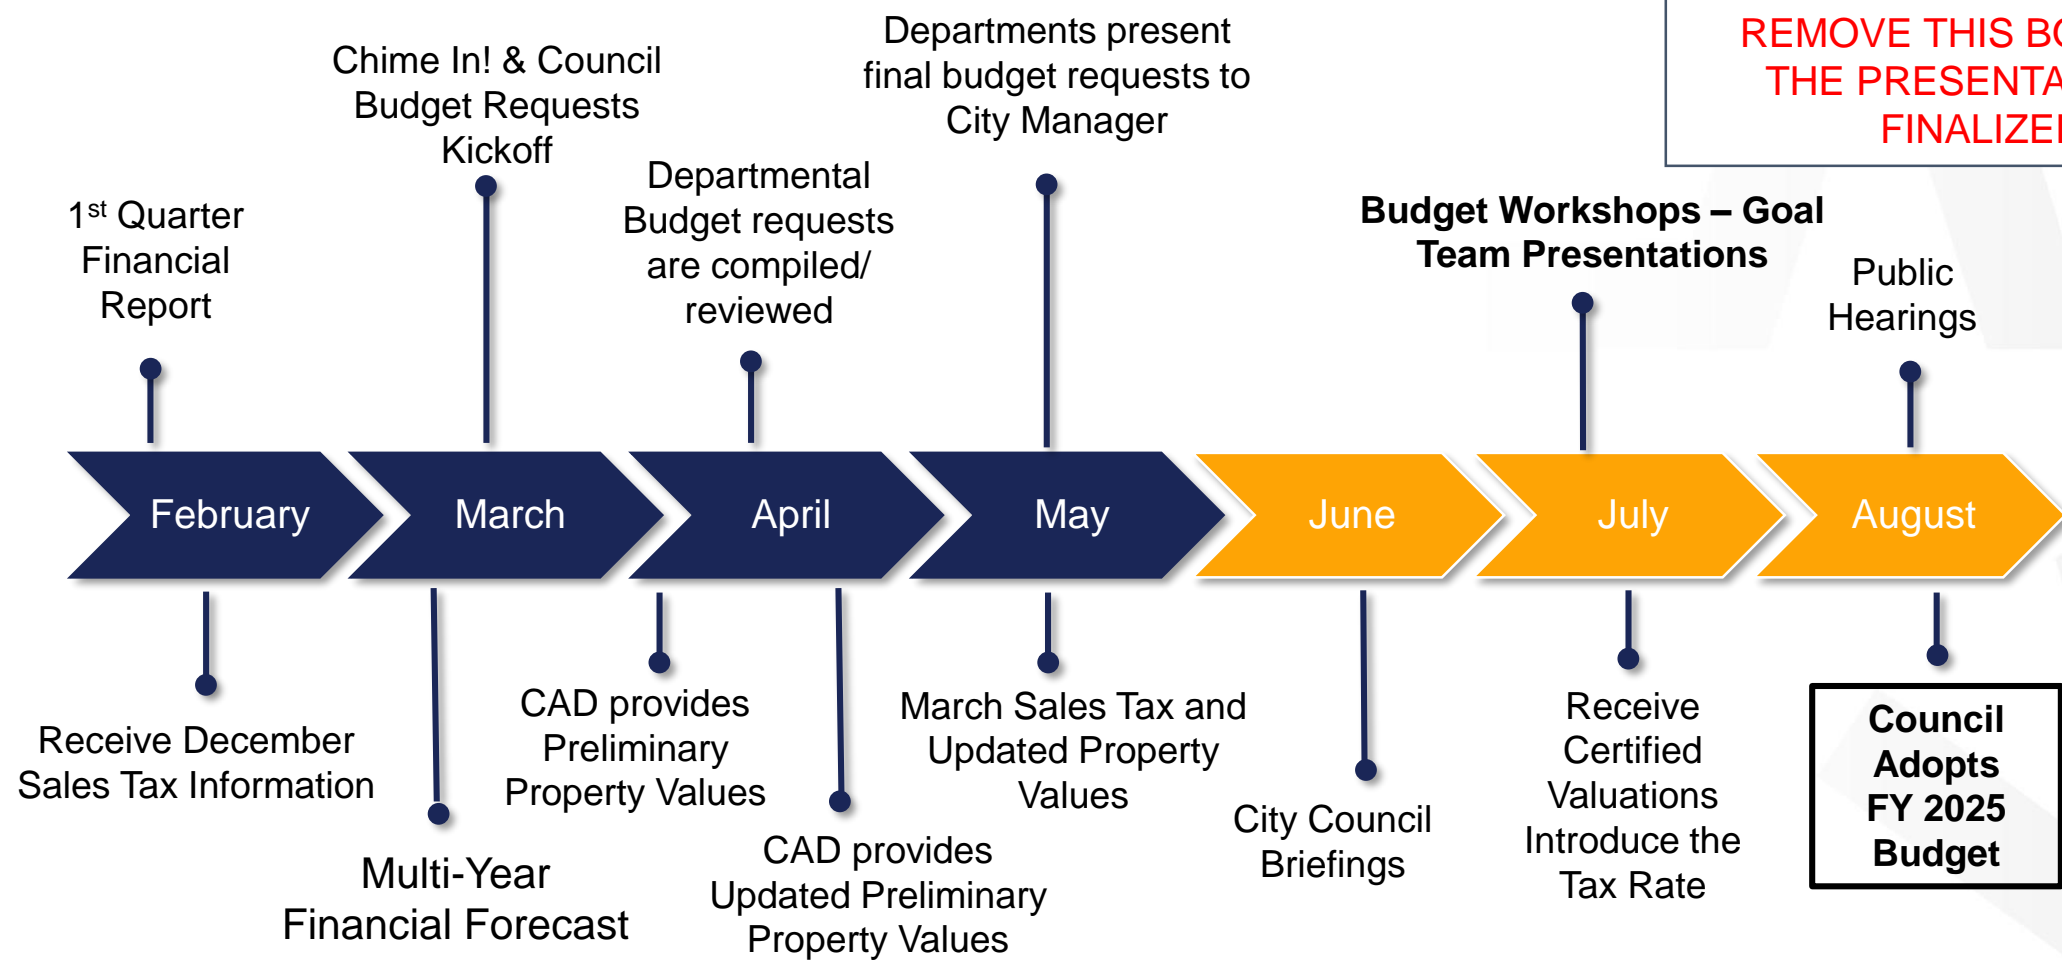 REMOVE THIS
THE
1st Quarter
Financial
Report
Chime In! & Council
Budget Requests
Kickoff
Departmental
Budget requests
are compiled/
reviewed
Departments present
final budget requests to
City Manager
Budget Workshops – Goal
Team Presentations
Public
Hearings
February
March
April
May
June
July
August
Receive December
Sales Tax Information
Multi-Year
Financial Forecast
CAD provides
Preliminary
Property Values
CAD provides
Updated Preliminary
Property Values
March Sales Tax and
Updated Property
Values
City Council
Briefings
Receive
Certified
Valuations
Introduce the
Tax Rate
Council
Adopts
FY 2025
Budget